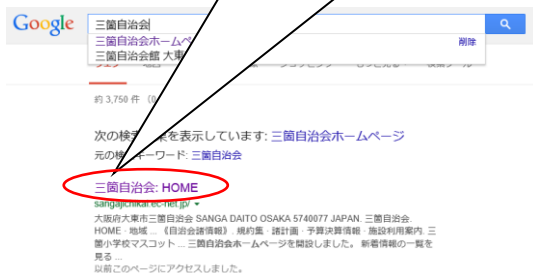 Google
三箇自治会
三箇自治会ホームペ
削除
三箇自治会館 大東
約 3,750 件
次の検 果を表示しています: 三箇自治会ホームページ
元の検 キーワード: 三箇自治会
三箇自治会: HOME
sangajichikai.ec-net.jp/
大阪府大東市三箇自治会 SANGA DAITO OSAKA 5740077 JAPAN. 三箇自治会.
HOME · 地域 ... 《自治会諸情報》. 規約集 · 諸計画 · 予算決算情報 · 施設利用案内. 三
箇小学校マスコット ... 三箇自治会ホームページを開設しました。 新着情報の一覧を
見る ...
以前このページにアクセスしました。